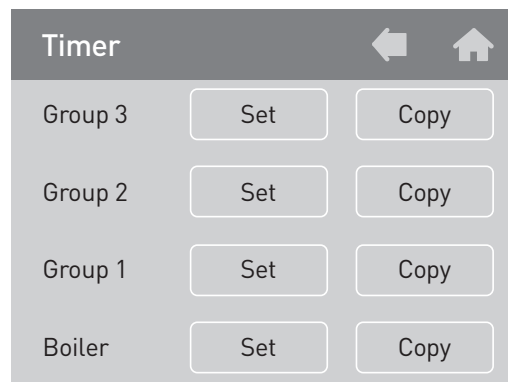 Timer
Group 3 Set Copy
Group 2 Set Copy
Group 1 Set Copy
Boiler Set Copy